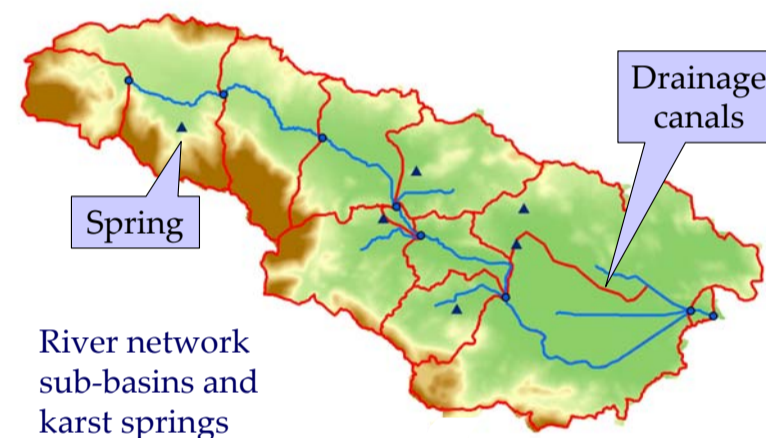 Drainage
canals
Spring
River network
sub-basins and
karst springs